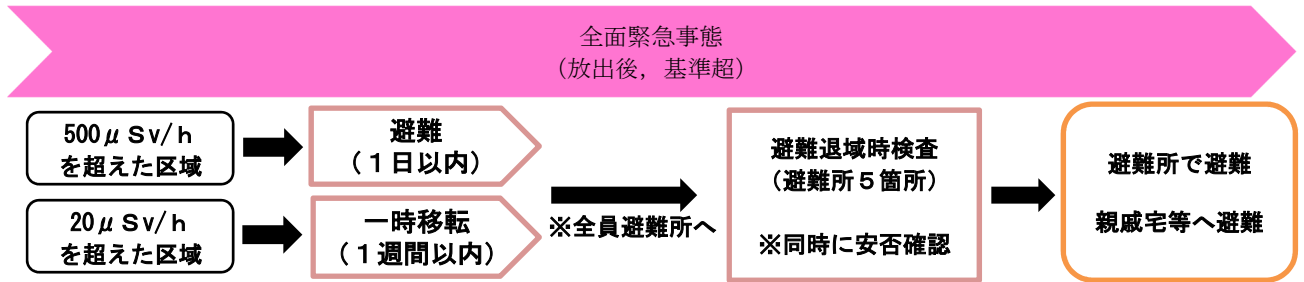 全面緊急事態
（放出後，基準超）
500μSv/h
を超えた区域
避難
（１日以内）
20μSv/h
を超えた区域
一時移転
（１週間以内）
※全員避難所へ
避難退域時検査
（避難所５箇所）
※同時に安否確認
避難所で避難
親戚宅等へ避難